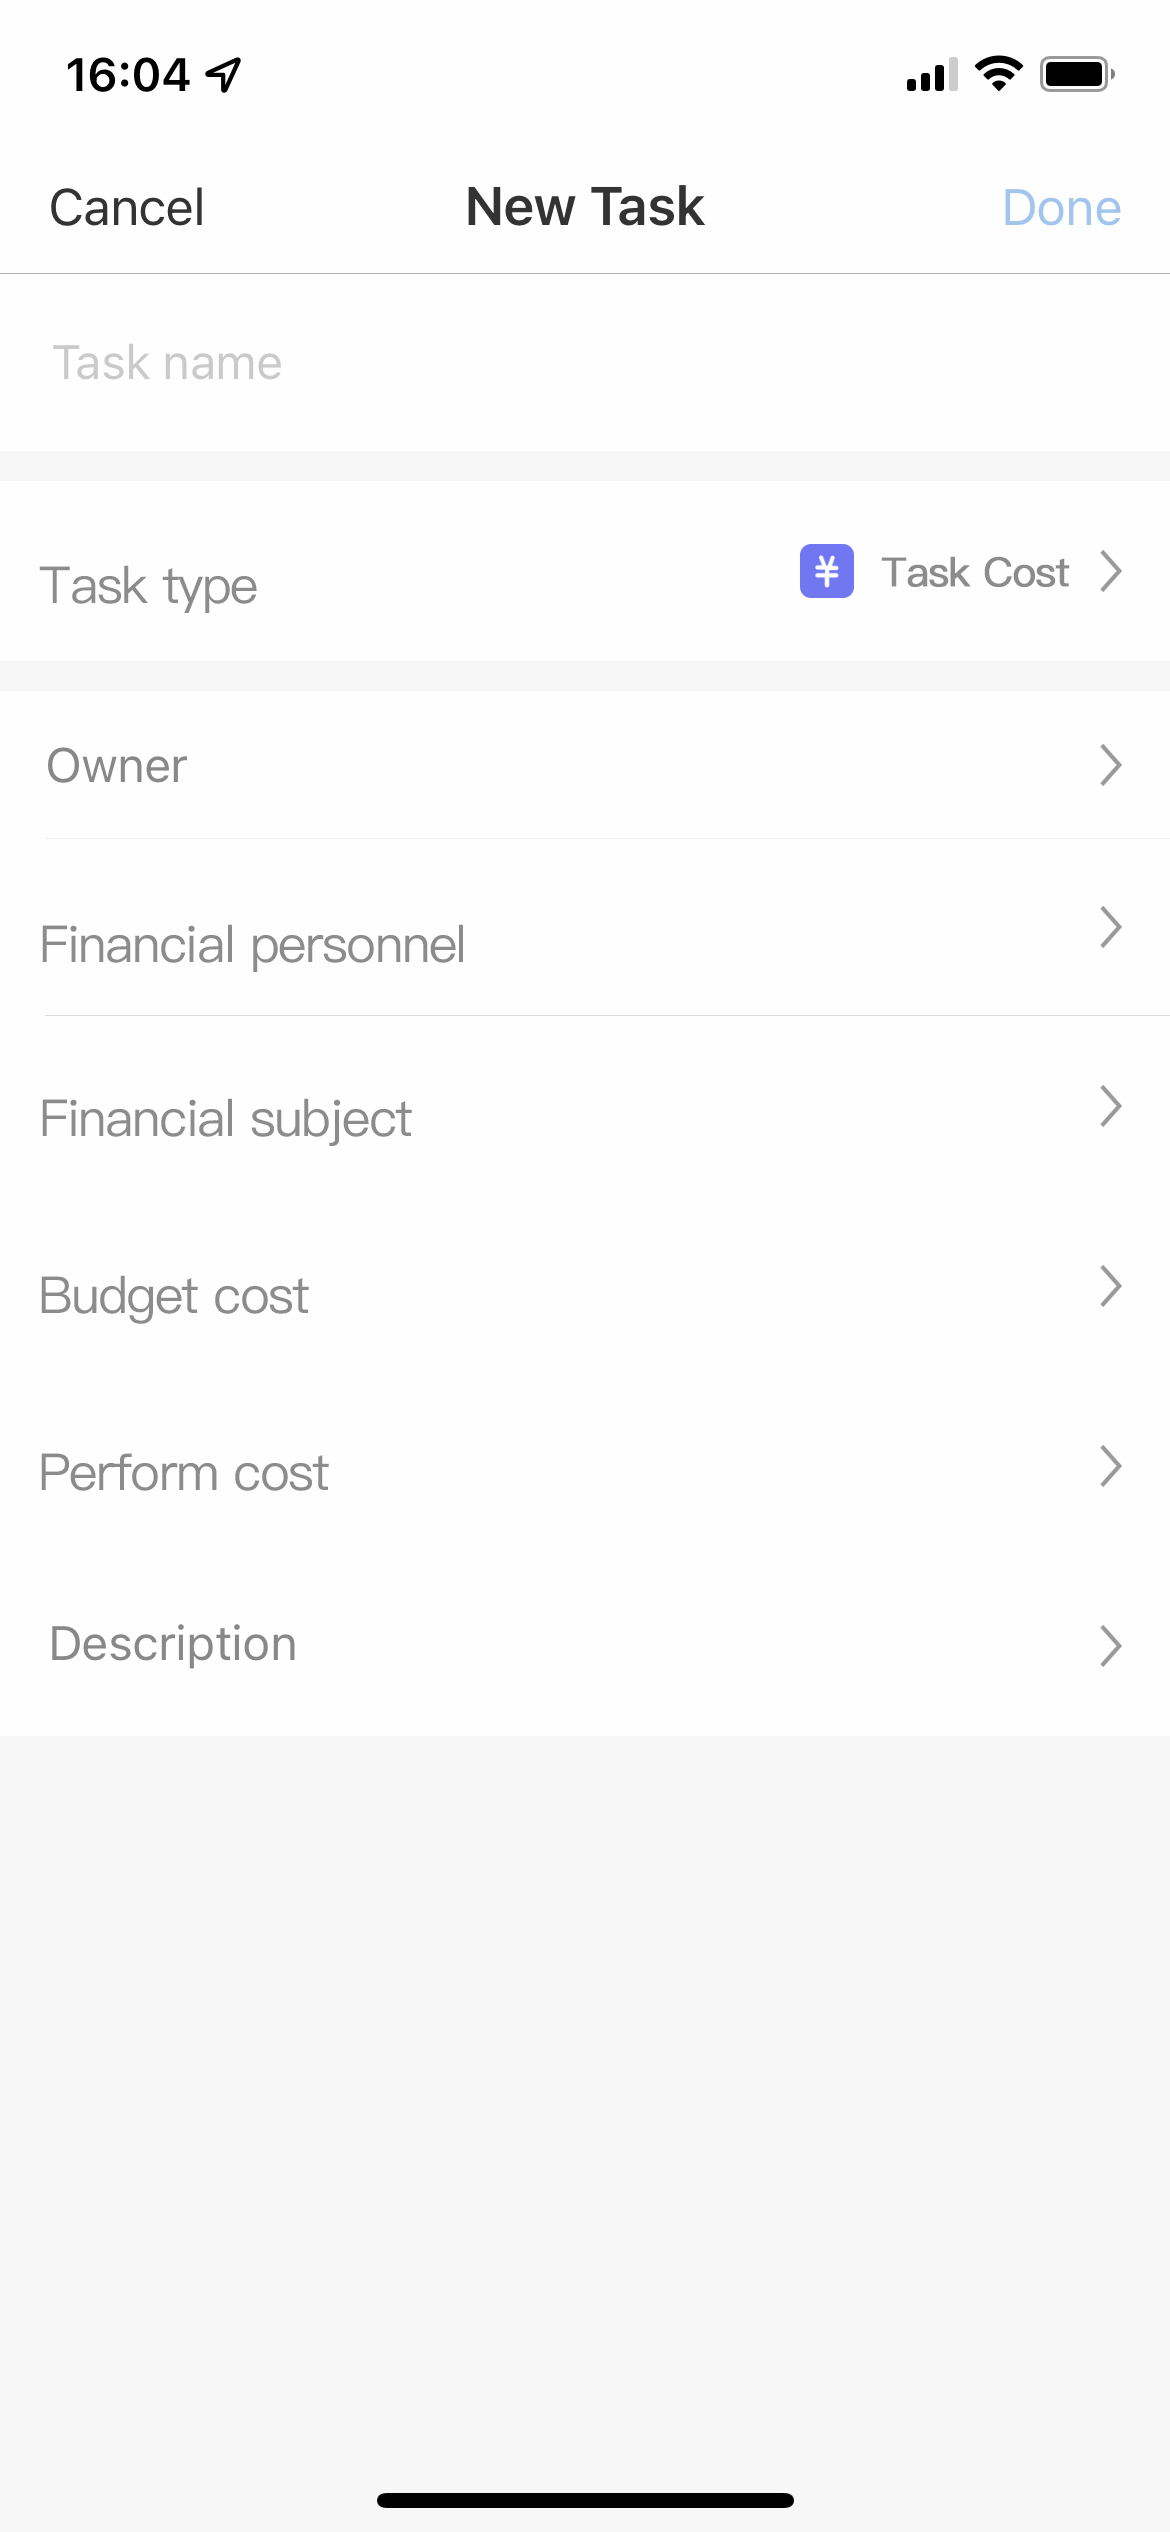 16:04
Cancel New Task Done
Task name
Task type ¥ Task Cost
Owner
Financial personnel
Financial subject
Budget cost
Perform cost
Description